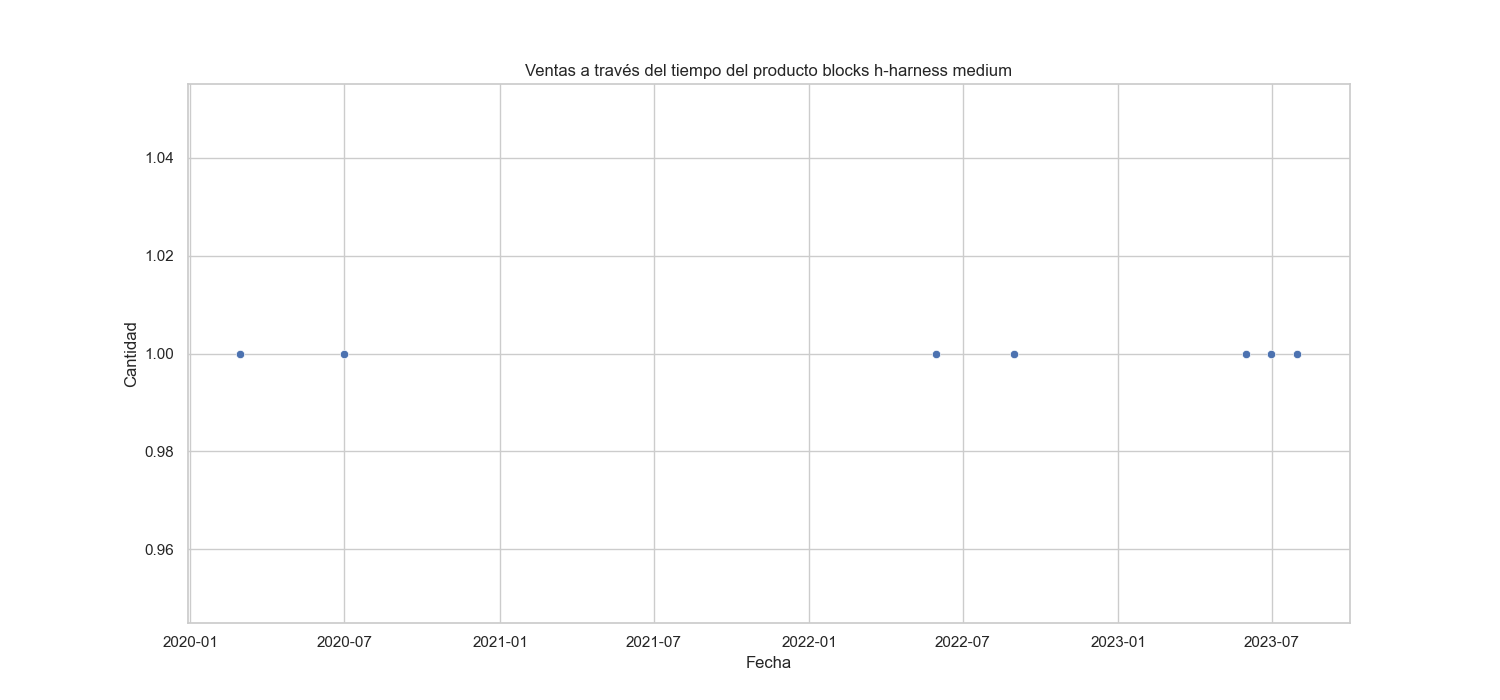 Ventas a través del tiempo del producto blocks h-harness medium
1.04
1.02
1.00
0.98
0.96
Cantidad
2020-01 2020-07 2021-01 2021-07 2022-01 2022-07 2023-01 2023-07
Fecha